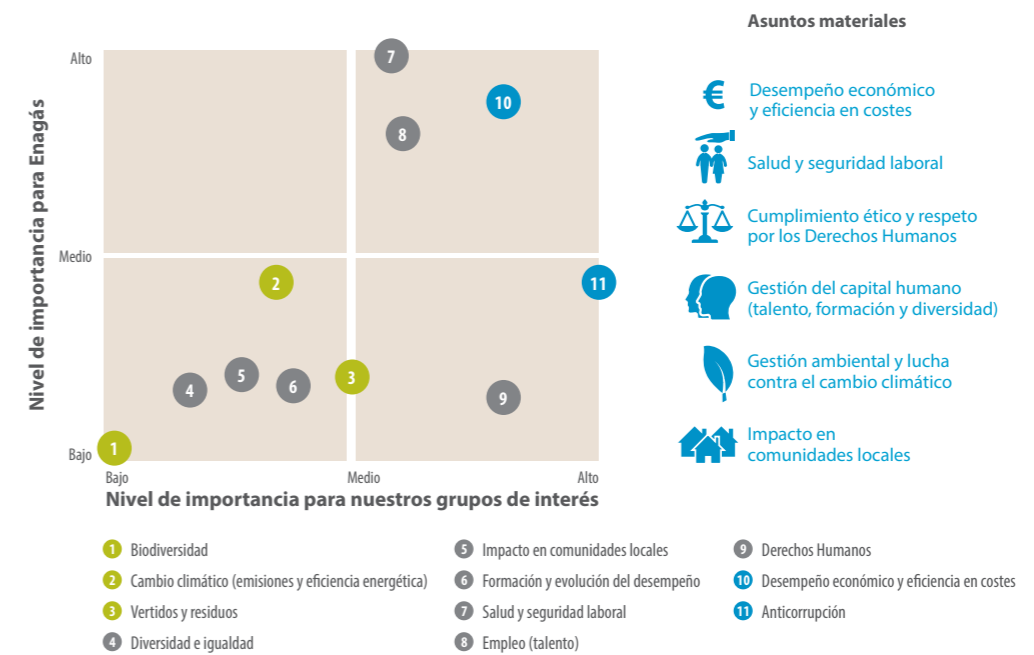 Asuntos materiales
Alto
Medio
Bajo
Nivel de importancia para Enagás
7
10
8
2
11
5
4
6
3
9
1
Bajo
Medio
Alto
Nivel de importancia para nuestros grupos de interés
€
Desempeño económico
y eficiencia en costes
Salud y seguridad laboral
Cumplimiento ético y respeto
por los Derechos Humanos
Gestión del capital humano
(talento, formación y diversidad)
Gestión ambiental y lucha
contra el cambio climático
Impacto en
comunidades locales
1 Biodiversidad
2 Cambio climático (emisiones y eficiencia energética)
3 Vertidos y residuos
4 Diversidad e igualdad
5 Impacto en comunidades locales
6 Formación y evolución del desempeño
7 Salud y seguridad laboral
8 Empleo (talento)
9 Derechos Humanos
10 Desempeño económico y eficiencia en costes
11 Anticorrupción